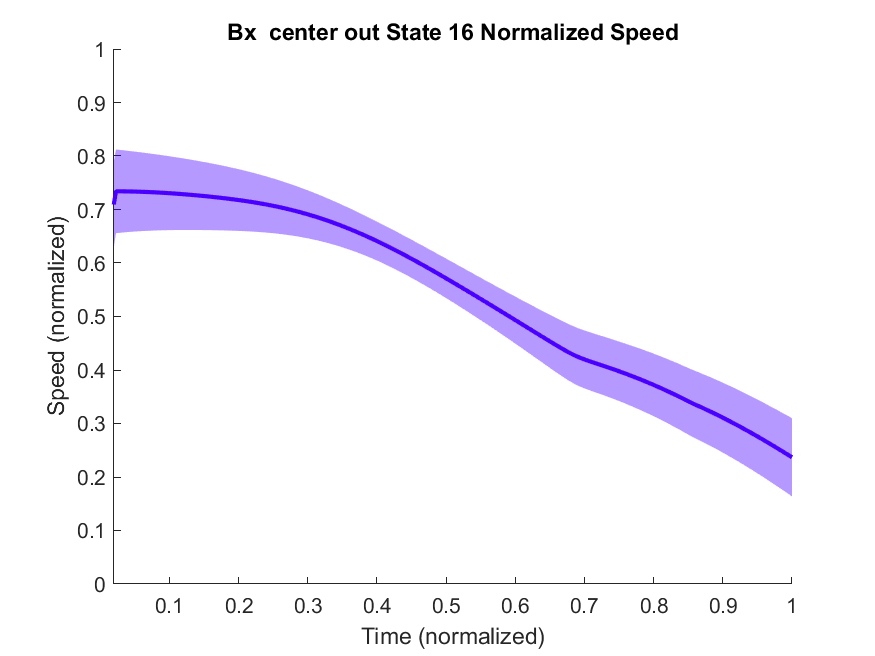 Bx  center out State 16 Normalized Speed
1
0.9
0.8
0.7
0.6
0.5
0.4
0.3
0.2
0.1
0
Speed (normalized)
0.1 0.2 0.3 0.4 0.5 0.6 0.7 0.8 0.9 1
Time (normalized)